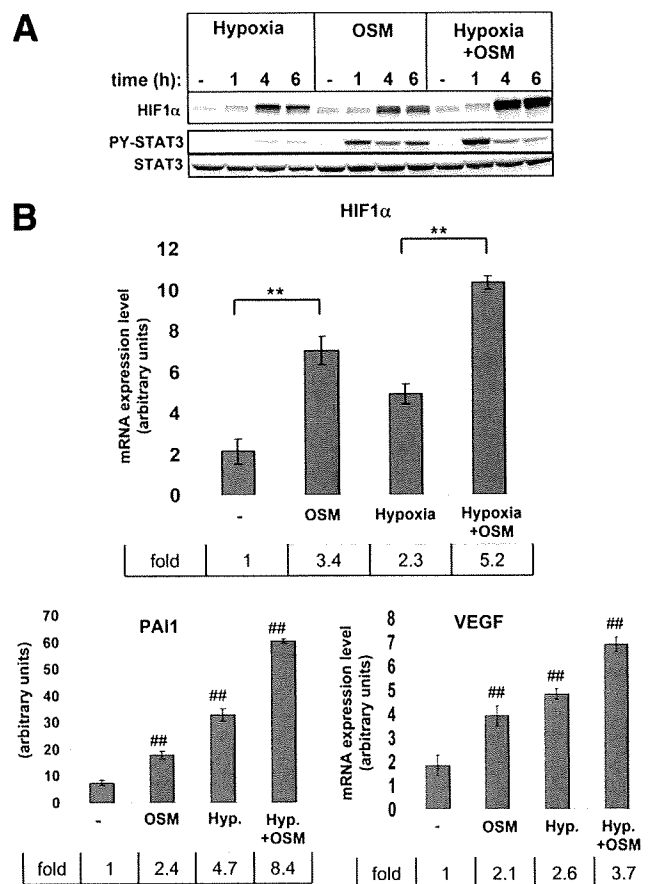 A
Hypoxia OSM Hypoxia +OSM
time (h): - 1 4 6 - 1 4 6 - 1 4 6
HIF1α
PY-STAT3
STAT3
B
HIF1α
mRNA expression level
(arbitrary units)
12
10
8
6
4
2
0
**
**
- OSM Hypoxia Hypoxia +OSM
fold 1 3.4 2.3 5.2
PAI1
(arbitrary units)
70
60
50
40
30
20
10
0
##
##
##
- OSM Hyp. Hyp. +OSM
fold 1 2.4 4.7 8.4
VEGF
mRNA expression level
(arbitrary units)
8
7
6
5
4
3
2
1
0
##
##
##
- OSM Hyp. Hyp. +OSM
fold 1 2.1 2.6 3.7